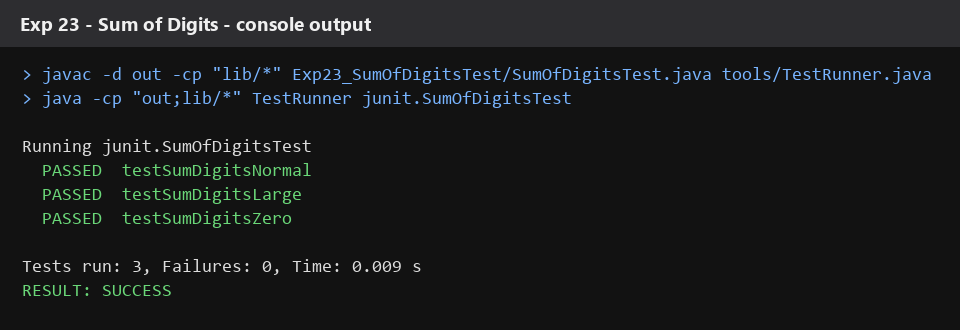 Exp 23 - Sum of Digits - console output
> javac -d out -cp "lib/*" Exp23_SumOfDigitsTest/SumOfDigitsTest.java tools/TestRunner.java
> java -cp "out;lib/*" TestRunner junit.SumOfDigitsTest
Running junit.SumOfDigitsTest
PASSED  testSumDigitsNormal
PASSED  testSumDigitsLarge
PASSED  testSumDigitsZero
Tests run: 3, Failures: 0, Time: 0.009 s
RESULT: SUCCESS